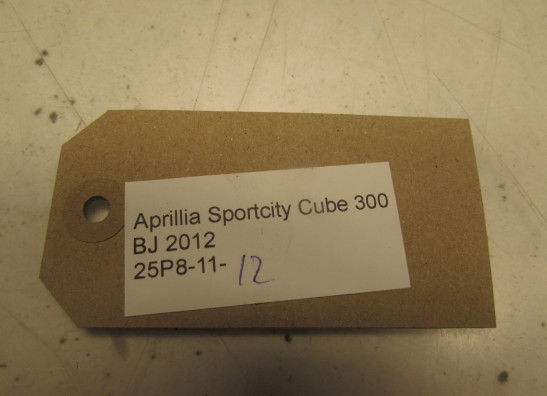 Aprillia Sportcity Cube 300
BJ 2012
25P8-11- 12